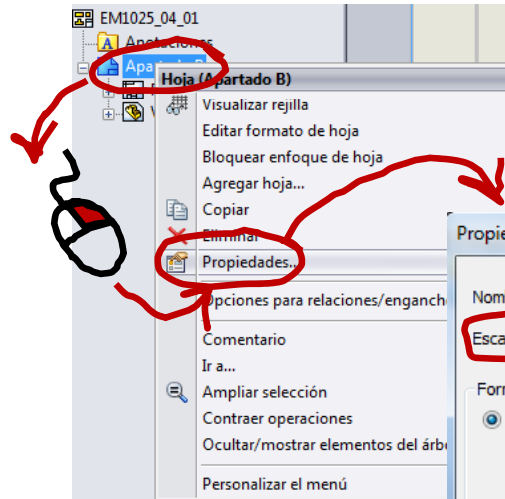 EM1025_04_01
Anotaciones
Apartado B
Hoja (Apartado B)
Visualizar rejilla
Editar formato de hoja
Bloquear enfoque de hoja
Agregar hoja...
Copiar
Eliminar
Propiedades...
Propie
Opciones para relaciones/enganch
Nom
Comentario
Esca
Ir a...
Ampliar selección
Form
Contraer operaciones
Ocultar/mostrar elementos del árb
Personalizar el menú